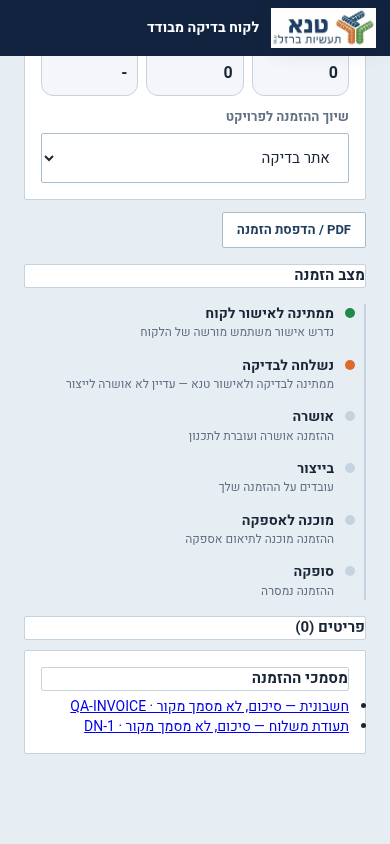 טנא
תעשיות ברזל
לקוח בדיקה מבודד
0
0
-
שיוך ההזמנה לפרויקט
אתר בדיקה
PDF / הדפסת הזמנה
מצב הזמנה
ממתינה לאישור לקוח
נדרש אישור משתמש מורשה של הלקוח
נשלחה לבדיקה
ממתינה לבדיקה ולאישור טנא — עדיין לא אושרה לייצור
אושרה
ההזמנה אושרה ועוברת לתכנון
בייצור
עובדים על ההזמנה שלך
מוכנה לאספקה
ההזמנה מוכנה לתיאום אספקה
סופקה
ההזמנה נמסרה
פריטים (0)
מסמכי ההזמנה
חשבונית — סיכום, לא מסמך מקור · QA-INVOICE
תעודת משלוח — סיכום, לא מסמך מקור · DN-1